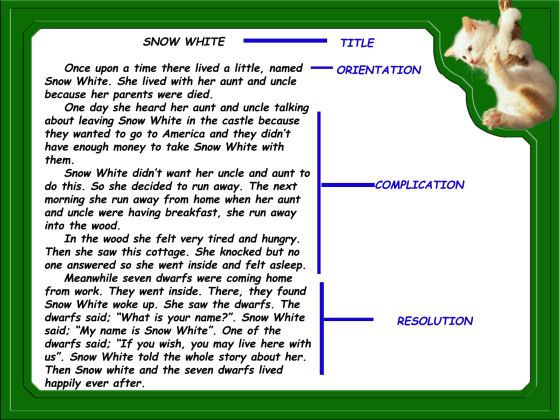 SNOW WHITE
TITLE
Once upon a time there lived a little, named
ORIENTATION
Snow White. She lived with her aunt and uncle
because her parents were died.
One day she heard her aunt and uncle talking
about leaving Snow White in the castle because
they wanted to go to America and they didn't
have enough money to take Snow White with
them.
Snow White didn't want her uncle and aunt to
do this. So she decided to run away. The next
COMPLICATION
morning she run away from home when her aunt
and uncle were having breakfast, she run away
into the wood.
In the wood she felt very tired and hungry.
Then she saw this cottage. She knocked but no
one answered so she went inside and felt asleep.
Meanwhile seven dwarfs were coming home
from work. They went inside. There, they found
Snow White woke up. She saw the dwarfs. The
dwarfs said; "What is your name?". Snow White
RESOLUTION
said; "My name is Snow White". One of the
dwarfs said; "If you wish, you may live here with
us". Snow White told the whole story about her.
Then Snow white and the seven dwarfs lived
happily ever after.